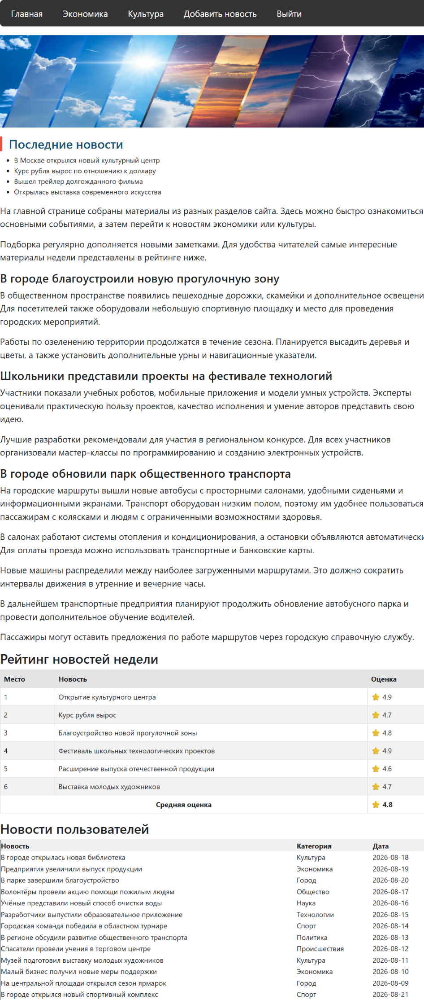 Главная Экономика Культура Добавить новость Выйти
Последние новости
В Москве открылся новый культурный центр
Курс рубля вырос по отношению к доллару
Вышел трейлер долгожданного фильма
Открылась выставка современного искусства
На главной странице собраны материалы из разных разделов сайта. Здесь можно быстро ознакомиться
основными событиями, а затем перейти к новостям экономики или культуры.
Подборка регулярно дополняется новыми заметками. Для удобства читателей самые интересные
материалы недели представлены в рейтинге ниже.
В городе благоустроили новую прогулочную зону
В общественном пространстве появились пешеходные дорожки, скамейки и дополнительное освещени
Для посетителей также оборудовали небольшую спортивную площадку и место для проведения
городских мероприятий.
Работы по озеленению территории продолжатся в течение сезона. Планируется высадить деревья и
цветы, а также установить дополнительные урны и навигационные указатели.
Школьники представили проекты на фестивале технологий
Участники показали учебных роботов, мобильные приложения и модели умных устройств. Эксперты
оценивали практическую пользу проектов, качество исполнения и умение авторов представить свою
идею.
Лучшие разработки рекомендовали для участия в региональном конкурсе. Для всех участников
организовали мастер-классы по программированию и созданию электронных устройств.
В городе обновили парк общественного транспорта
На городские маршруты вышли новые автобусы с просторными салонами, удобными сиденьями и
информационными экранами. Транспорт оборудован низким полом, поэтому им удобнее пользоваться
пассажирам с колясками и людям с ограниченными возможностями здоровья.
В салонах работают системы отопления и кондиционирования, а остановки объявляются автоматически
Для оплаты проезда можно использовать транспортные и банковские карты.
Новые машины распределили между наиболее загруженными маршрутами. Это должно сократить
интервалы движения в утренние и вечерние часы.
В дальнейшем транспортные предприятия планируют продолжить обновление автобусного парка и
провести дополнительное обучение водителей.
Пассажиры могут оставить предложения по работе маршрутов через городскую справочную службу.
Рейтинг новостей недели
Место Новость Оценка
1 Открытие культурного центра 4.9
2 Курс рубля вырос 4.7
3 Благоустройство новой прогулочной зоны 4.8
4 Фестиваль школьных технологических проектов 4.9
5 Расширение выпуска отечественной продукции 4.6
6 Выставка молодых художников 4.7
Средняя оценка 4.8
Новости пользователей
Новость Категория Дата
В городе открылась новая библиотека Культура 2026-08-18
Предприятия увеличили выпуск продукции Экономика 2026-08-19
В парке завершили благоустройство Город 2026-08-20
Волонтёры провели акцию помощи пожилым людям Общество 2026-08-17
Учёные представили новый способ очистки воды Наука 2026-08-16
Разработчики выпустили образовательное приложение Технологии 2026-08-15
Городская команда победила в областном турнире Спорт 2026-08-14
В регионе обсудили развитие общественного транспорта Политика 2026-08-13
Спасатели провели учения в торговом центре Происшествия 2026-08-12
Музей подготовил выставку молодых художников Культура 2026-08-11
Малый бизнес получил новые меры поддержки Экономика 2026-08-10
На центральной площади открылся сезон ярмарок Город 2026-08-09
В городе открылся новый спортивный комплекс Спорт 2026-08-21